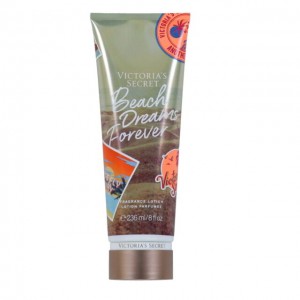 VICTORIA'S
SECRET
Beach
Dreams
Forever
FRAGRANCE LOTION
LOTION PARFUMÉE
℮ 236 ml/8 fl oz
VICTORIA'S SECRET